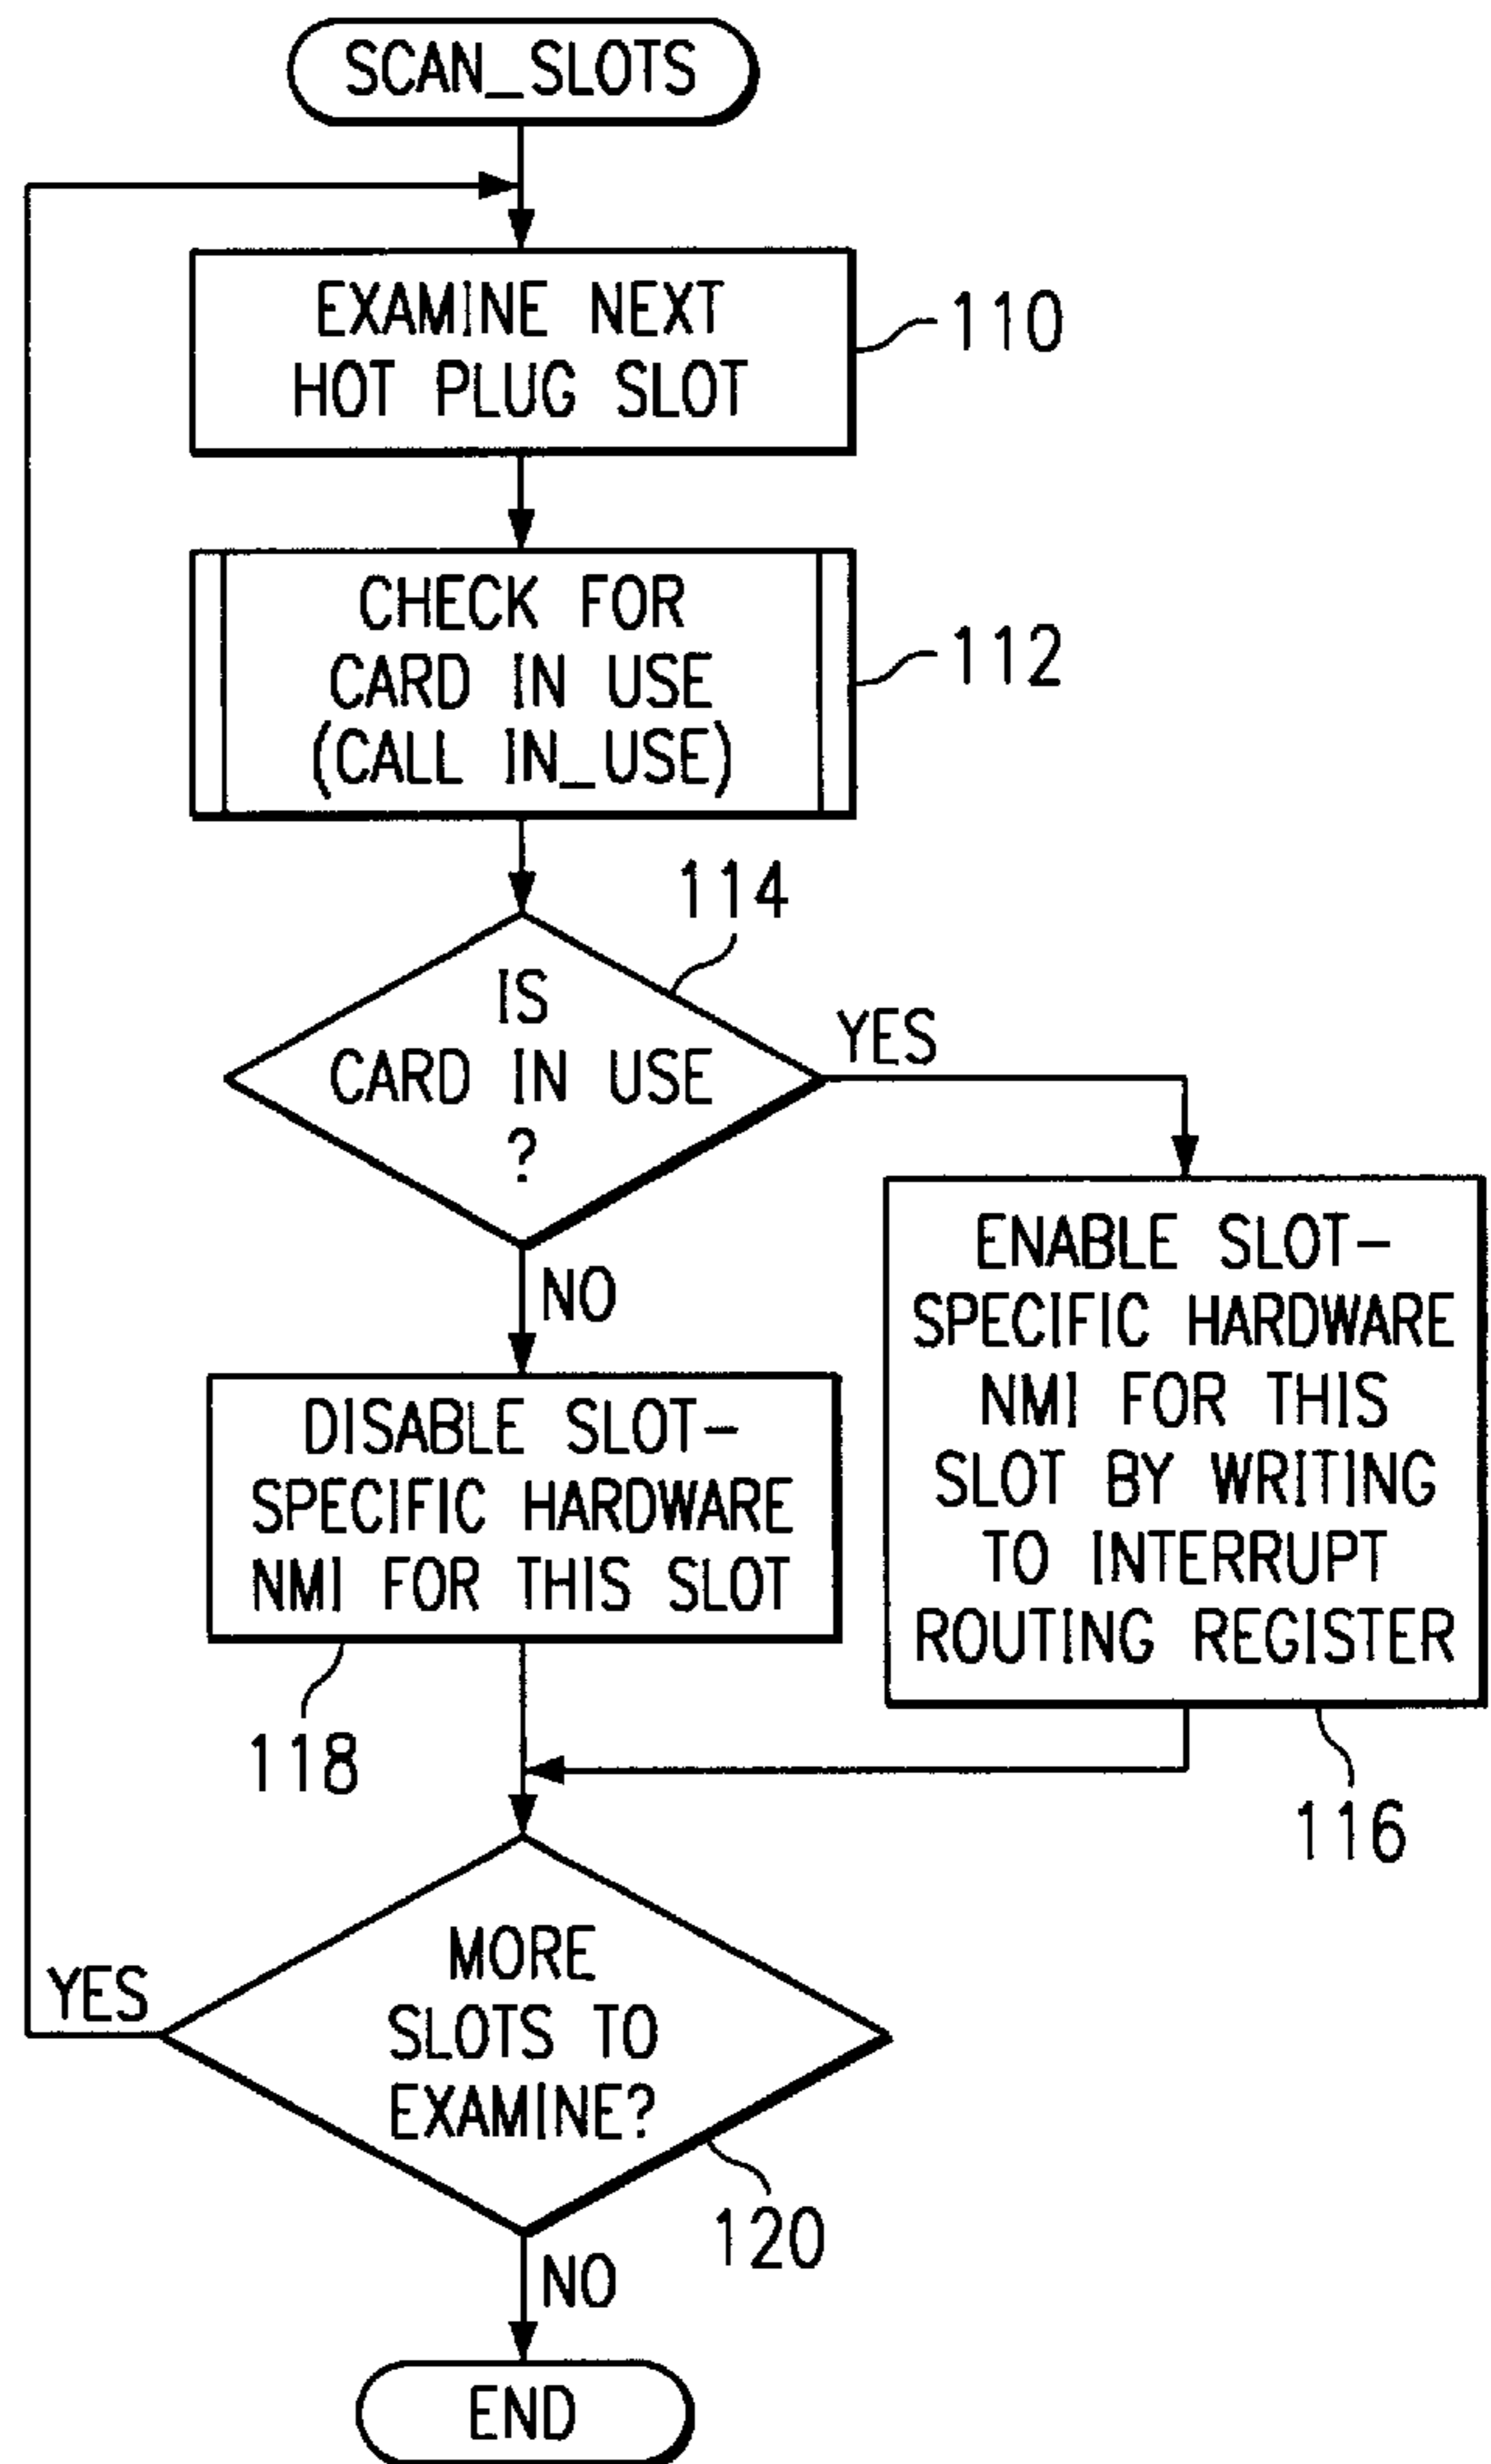 SCAN_SLOTS
EXAMINE NEXT
HOT PLUG SLOT
110
CHECK FOR
CARD IN USE
(CALL IN_USE)
112
114
IS
CARD IN USE
?
YES
NO
ENABLE SLOT-
SPECIFIC HARDWARE
NMI FOR THIS
SLOT BY WRITING
TO INTERRUPT
ROUTING REGISTER
116
DISABLE SLOT-
SPECIFIC HARDWARE
NMI FOR THIS SLOT
118
MORE
SLOTS TO
EXAMINE?
YES
120
NO
END